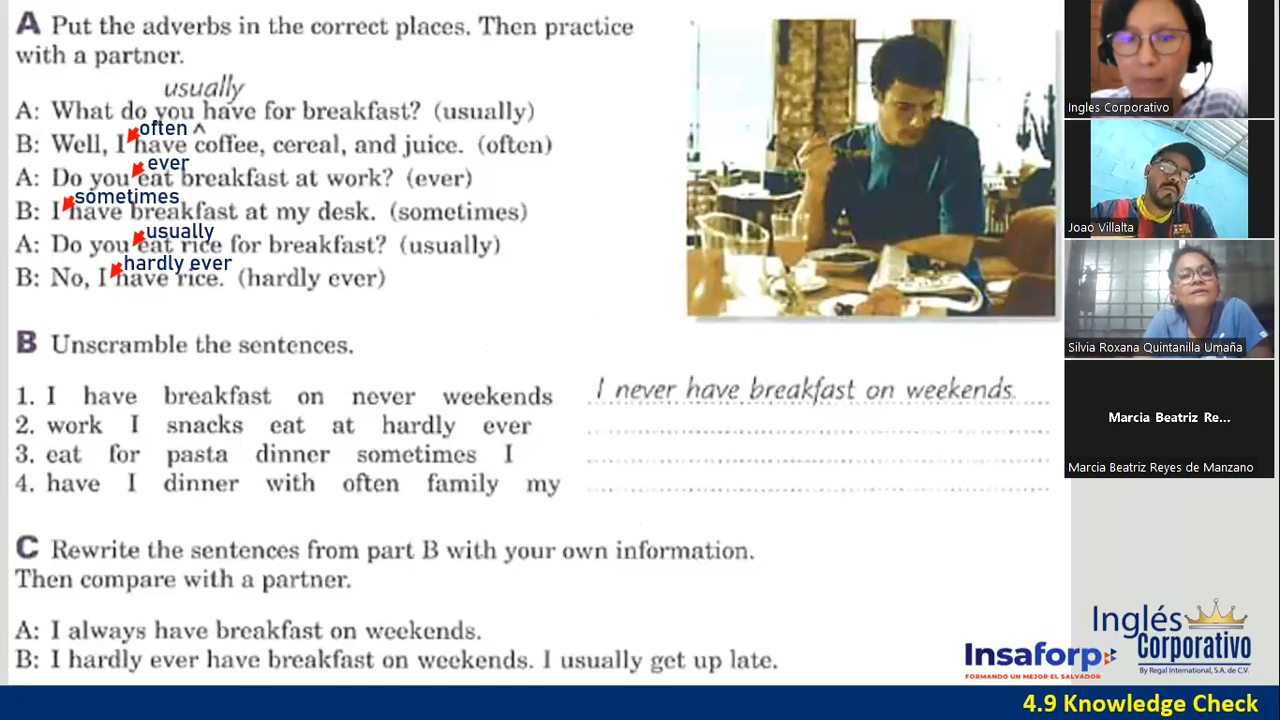 A Put the adverbs in the correct places. Then practice
with a partner.
usually
A: What do you have for breakfast? (usually)
often ^
B: Well, I have coffee, cereal, and juice. (often)
ever
A: Do you eat breakfast at work? (ever)
sometimes
B: I have breakfast at my desk. (sometimes)
usually
A: Do you eat rice for breakfast? (usually)
hardly ever
B: No, I have rice. (hardly ever)
B Unscramble the sentences.
1. I have breakfast on never weekends I never have breakfast on weekends.
2. work I snacks eat at hardly ever
3. eat for pasta dinner sometimes I
4. have I dinner with often family my
C Rewrite the sentences from part B with your own information.
Then compare with a partner.
A: I always have breakfast on weekends.
B: I hardly ever have breakfast on weekends. I usually get up late.
Ingles Corporativo
Joao Villalta
Silvia Roxana Quintanilla Umaña
Marcia Beatriz Re...
Marcia Beatriz Reyes de Manzano
Insaforp
FORMANDO UN MEJOR EL SALVADOR
Inglés
Corporativo
By Regal International, S.A. de C.V.
4.9 Knowledge Check